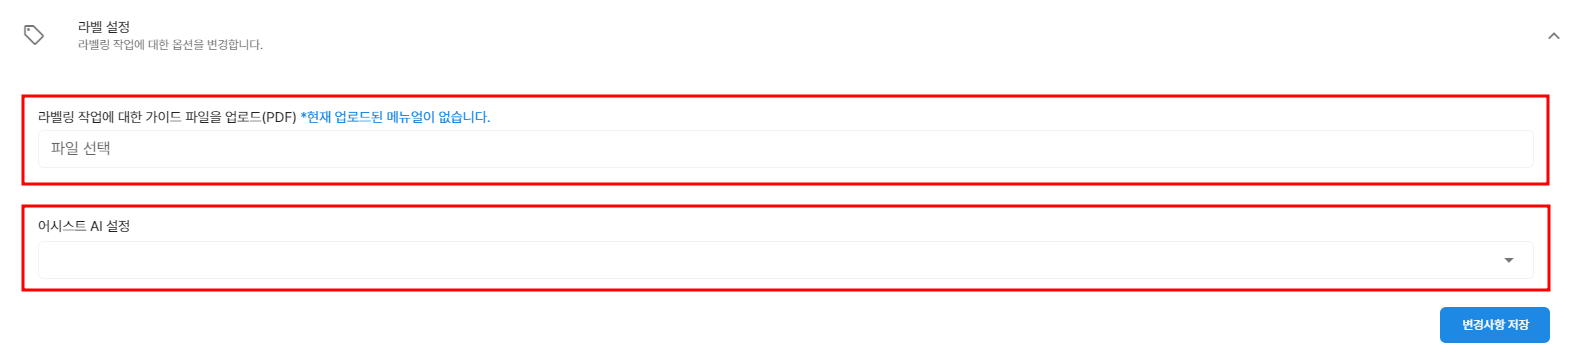 라벨 설정
라벨링 작업에 대한 옵션을 변경합니다.
라벨링 작업에 대한 가이드 파일을 업로드(PDF) *현재 업로드된 메뉴얼이 없습니다.
파일 선택
어시스트 AI 설정
변경사항 저장